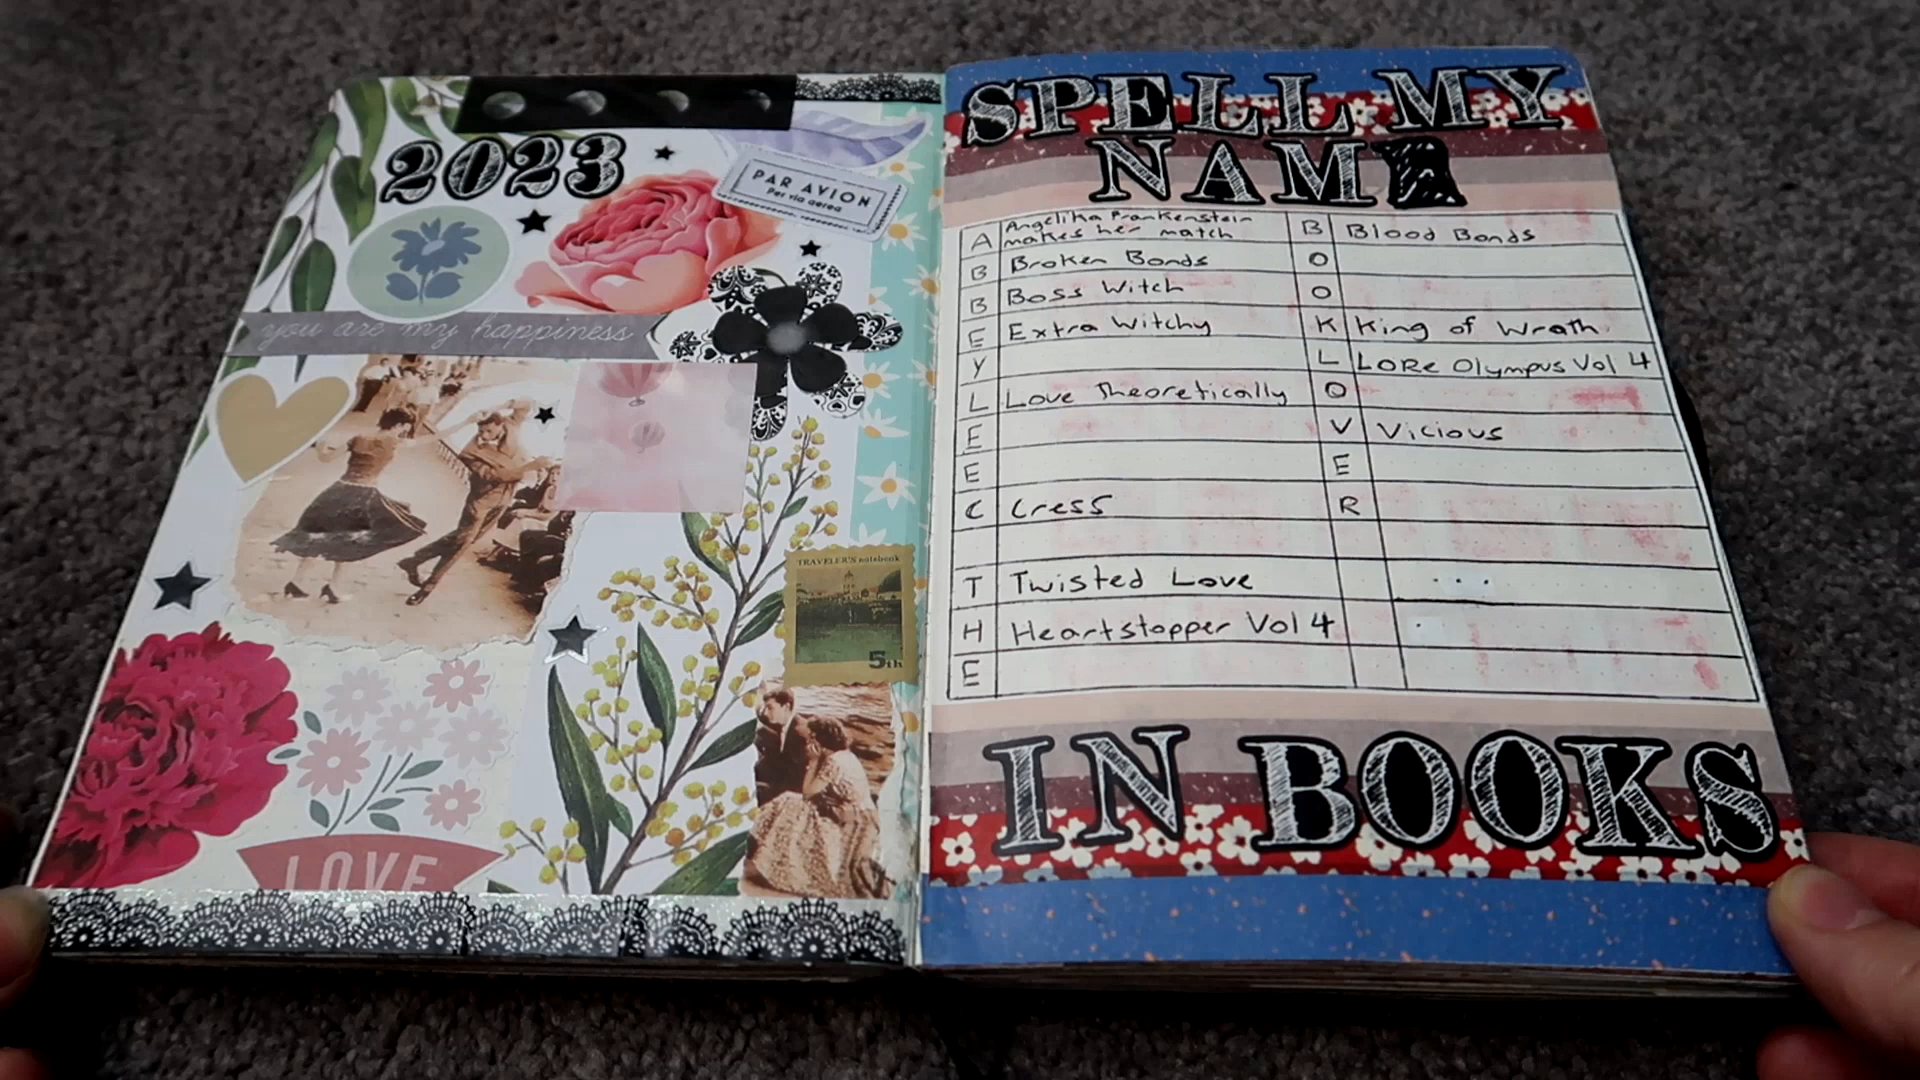 2023
PAR AVION
Per via aerea
you are my happiness
TRAVELER'S notebook
5th
LOVE
SPELL MY
NAM
A Angelika Frankenstein
makes her match
B Broken Bonds
B Boss Witch
E Extra Witchy
Y
L Love Theoretically
E
E
C Cress
T Twisted Love
H Heartstopper Vol 4
E
B Blood Bonds
O
O
K King of Wrath
L LORe Olympus Vol 4
O
V Vicious
E
R
IN BOOKS